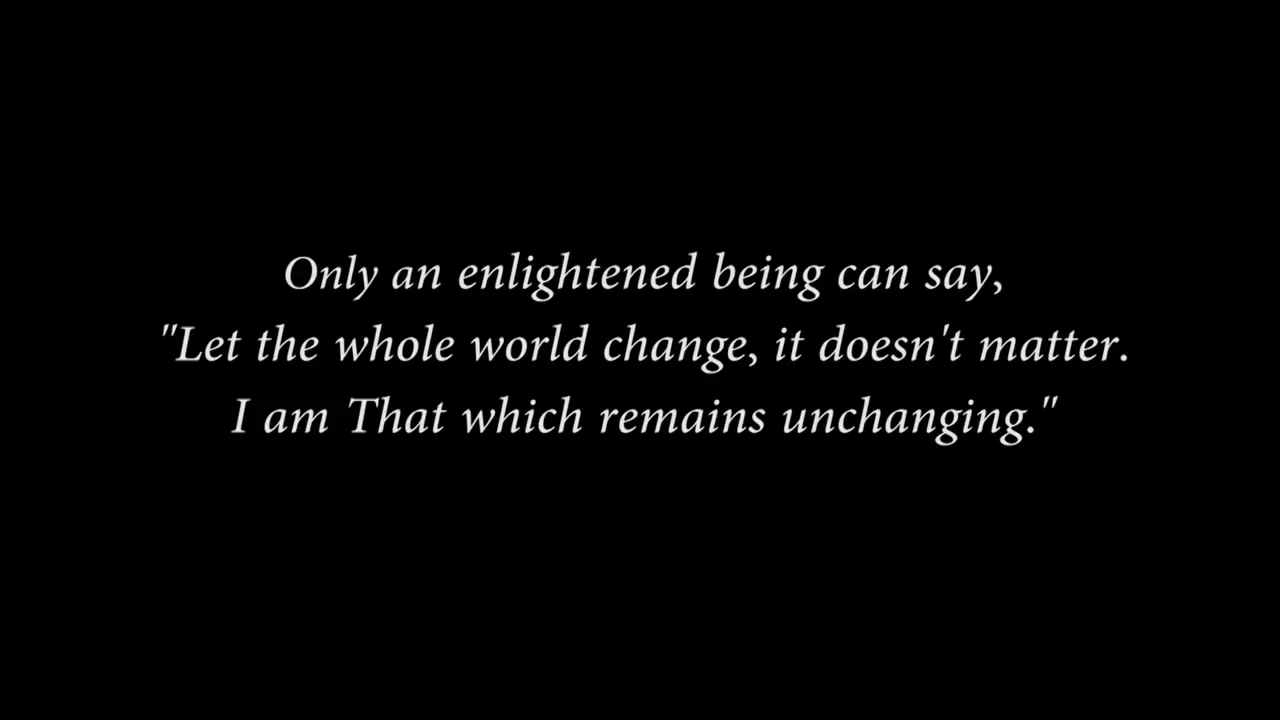 Only an enlightened being can say,
"Let the whole world change, it doesn't matter.
I am That which remains unchanging."